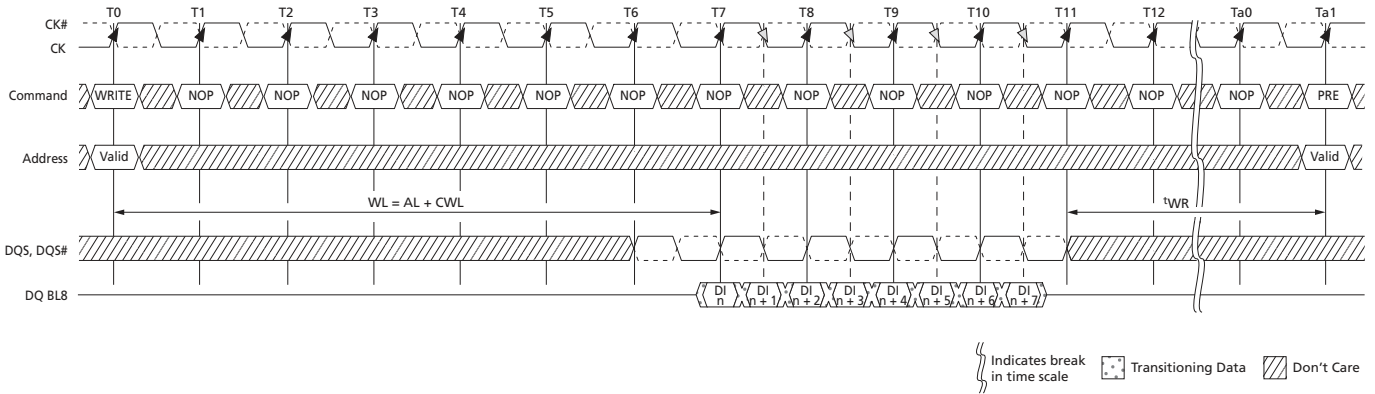 T0 T1 T2 T3 T4 T5 T6 T7 T8 T9 T10 T11 T12 Ta0 Ta1
CK#
CK
Command WRITE NOP NOP NOP NOP NOP NOP NOP NOP NOP NOP NOP NOP NOP PRE
Address Valid Valid
WL = AL + CWL tWR
DQS, DQS#
DQ BL8 DI DI DI DI DI DI DI DI
n n + 1 n + 2 n + 3 n + 4 n + 5 n + 6 n + 7
Indicates break
in time scale Transitioning Data Don't Care